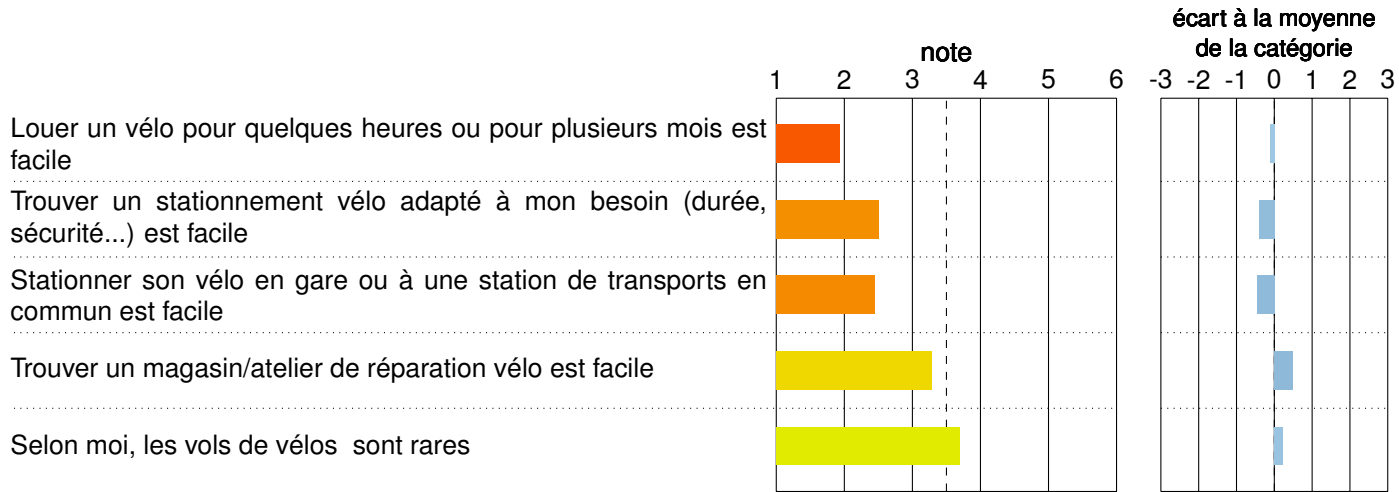 écart à la moyenne
note de la catégorie
1 2 3 4 5 6 -3 -2 -1 0 1 2 3
Louer un vélo pour quelques heures ou pour plusieurs mois est
facile
Trouver un stationnement vélo adapté à mon besoin (durée,
sécurité...) est facile
Stationner son vélo en gare ou à une station de transports en
commun est facile
Trouver un magasin/atelier de réparation vélo est facile
Selon moi, les vols de vélos sont rares